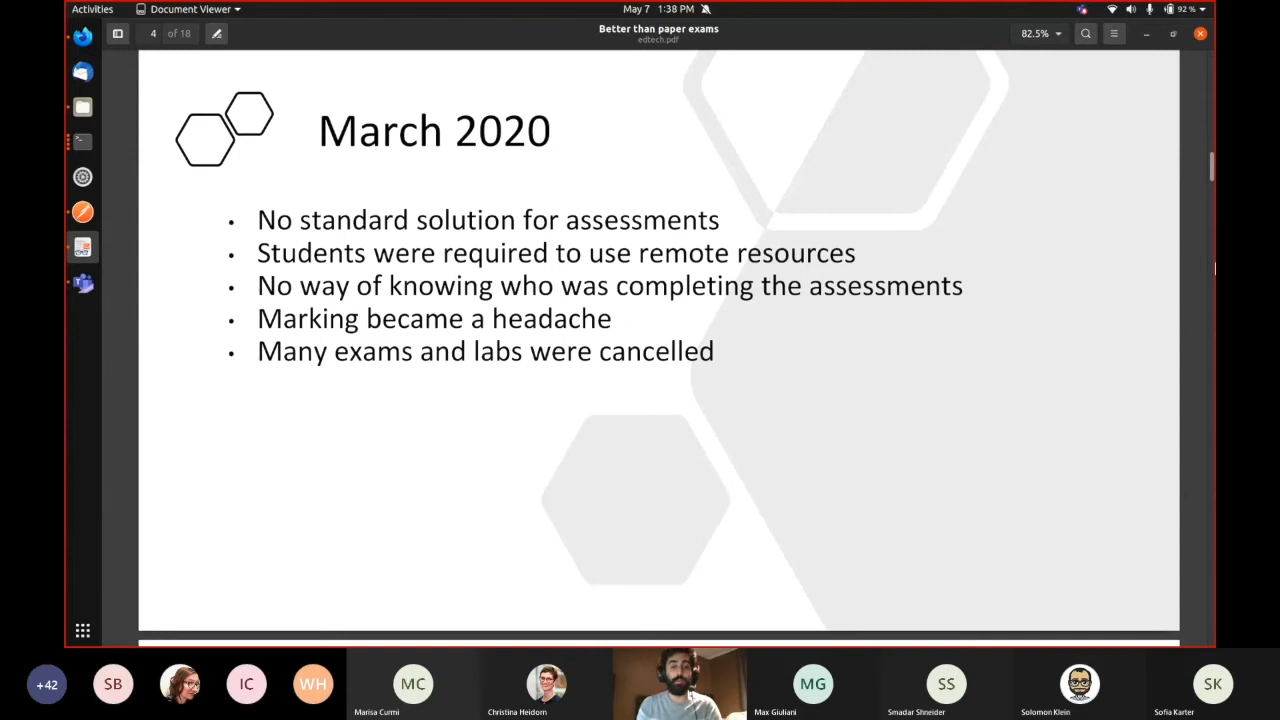 Activities
Document Viewer
May 7 1:38 PM
92 %
4 of 18
Better than paper exams
edtech.pdf
82.5%
March 2020
• No standard solution for assessments
• Students were required to use remote resources
• No way of knowing who was completing the assessments
• Marking became a headache
• Many exams and labs were cancelled
+42
SB
IC
WH
MC
MG
SS
SK
Marisa Curmi
Christina Heidorn
Max Giuliani
Smadar Shneider
Solomon Klein
Sofia Karter